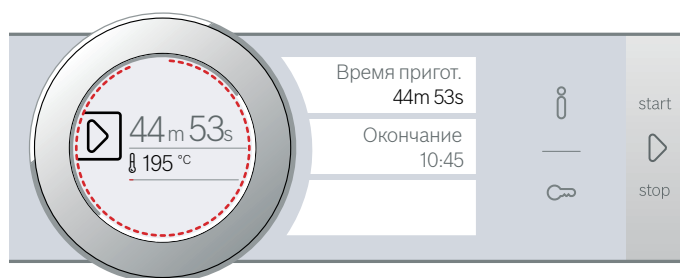 44m 53s
195 °C
Время пригот.
44m 53s
Окончание
10:45
start
stop